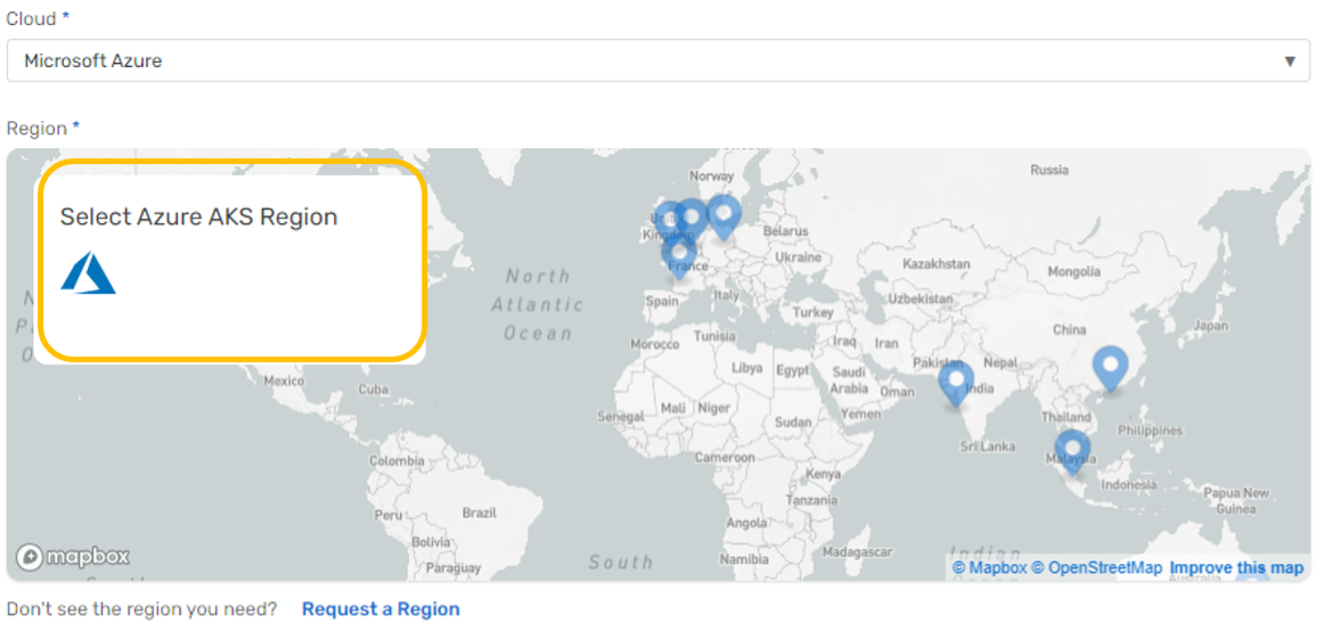 Cloud *
Microsoft Azure
Region *
Select Azure AKS Region
Norway
Russia
Kingdom
Belarus
France
Ukraine
Kazakhstan
Mongolia
North
Atlantic
Ocean
Spain
Italy
Uzbekistan
Turkey
China
Japan
Morocco
Tunisia
Iraq
Iran
Pakistan
Nepal
Libya
Egypt
Saudi
Arabia
Oman
India
Mexico
Cuba
Mali
Niger
Senegal
Sudan
Yemen
Thailand
Philippines
Sri Lanka
Colombia
Cameroon
Kenya
Malaysia
Indonesia
Tanzania
Papua New
Guinea
Peru
Brazil
Angola
Bolivia
Madagascar
Namibia
Paraguay
South
Indian
mapbox
© Mapbox © OpenStreetMap Improve this map
Don't see the region you need? Request a Region